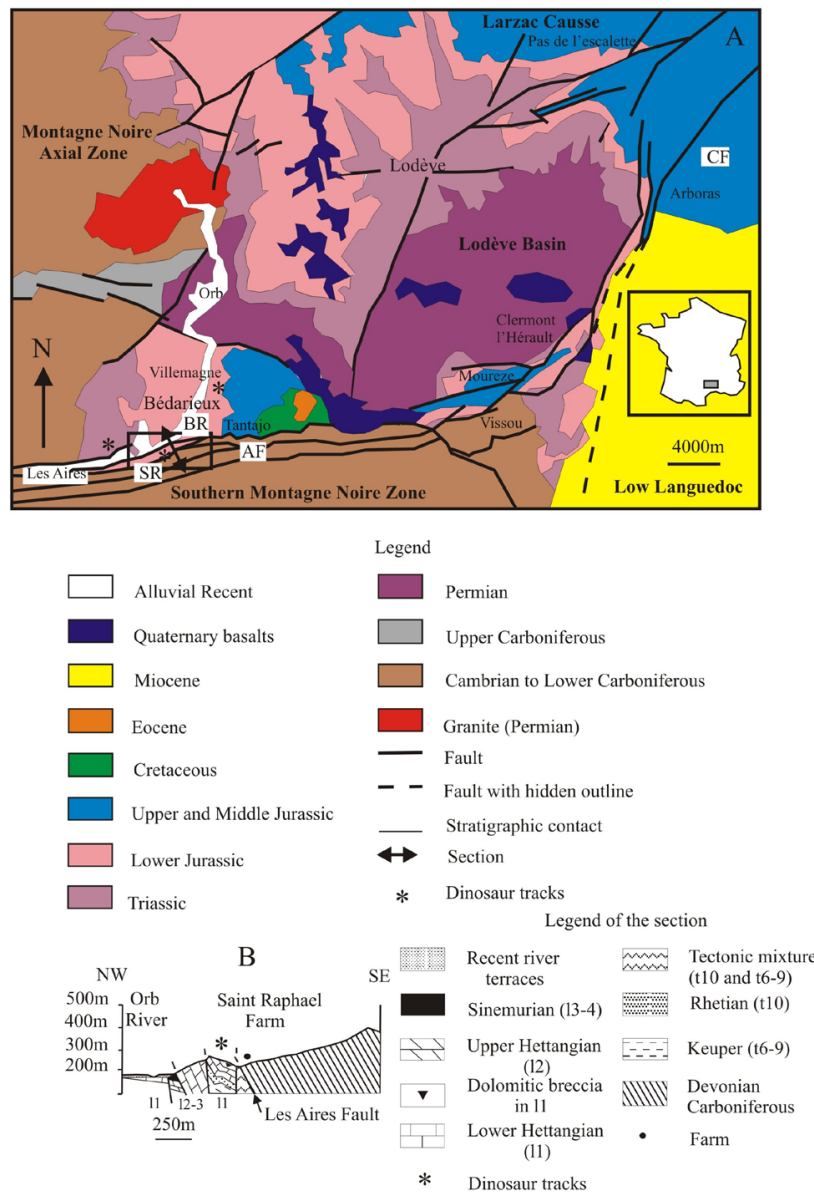 Larzac Causse
Pas de l'escalette
A
Montagne Noire
Axial Zone
CF
Lodève
Arboras
Lodève Basin
Orb
Clermont
l'Hérault
N
Villemagne
*
Moureze
Bédarieux
BR
Tantajo
Vissou
*
*
AF
4000m
Les Aires
SR
Southern Montagne Noire Zone
Low Languedoc
Legend
Alluvial Recent
Quaternary basalts
Miocene
Eocene
Cretaceous
Upper and Middle Jurassic
Lower Jurassic
Triassic
Permian
Upper Carboniferous
Cambrian to Lower Carboniferous
Granite (Permian)
Fault
Fault with hidden outline
Stratigraphic contact
Section
* Dinosaur tracks
B
NW
SE
500m
400m
300m
200m
Orb
River
Saint Raphael
Farm
*
l1
l2-3
l1
Les Aires Fault
250m
Legend of the section
Recent river
terraces
Sinemurian (l3-4)
Upper Hettangian
(l2)
Dolomitic breccia
in l1
Lower Hettangian
(l1)
* Dinosaur tracks
Tectonic mixture
(t10 and t6-9)
Rhetian (t10)
Keuper (t6-9)
Devonian
Carboniferous
Farm